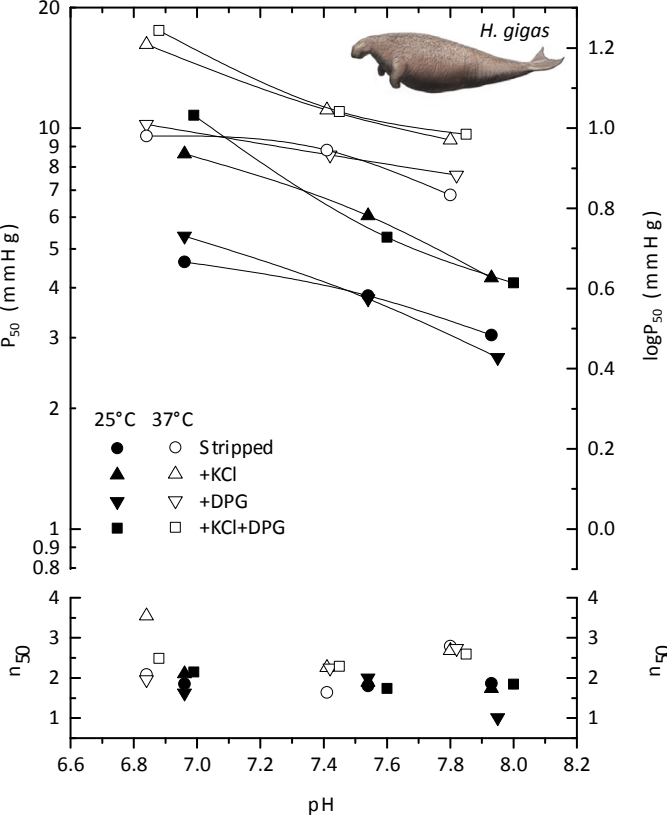 H. gigas
20
10
9
8
7
6
5
4
3
2
1
0.9
0.8
P50 (mmHg)
1.2
1.0
0.8
0.6
0.4
0.2
0.0
logP50 (mmHg)
25°C 37°C
Stripped
+KCl
+DPG
+KCl+DPG
4
3
2
1
n50
4
3
2
1
n50
6.6 6.8 7.0 7.2 7.4 7.6 7.8 8.0 8.2
pH